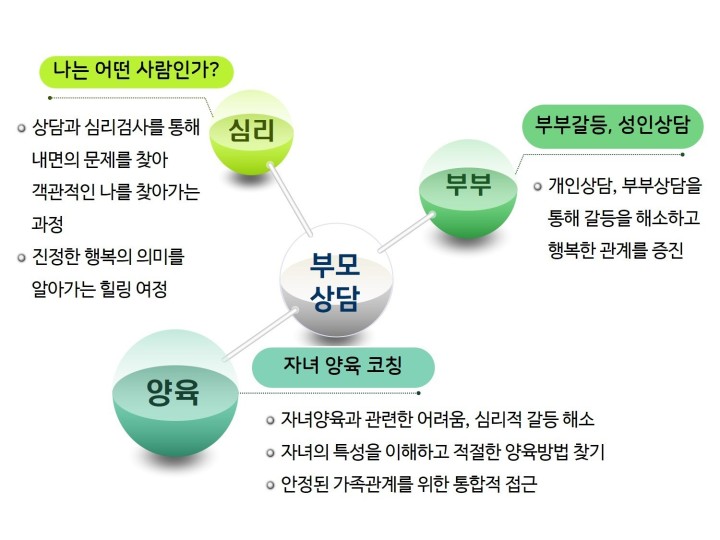 나는 어떤 사람인가?
심리
상담과 심리검사를 통해
내면의 문제를 찾아
객관적인 나를 찾아가는
과정
진정한 행복의 의미를
알아가는 힐링 여정
부부갈등, 성인상담
부부
개인상담, 부부상담을
통해 갈등을 해소하고
행복한 관계를 증진
부모
상담
양육
자녀 양육 코칭
자녀양육과 관련한 어려움, 심리적 갈등 해소
자녀의 특성을 이해하고 적절한 양육방법 찾기
안정된 가족관계를 위한 통합적 접근